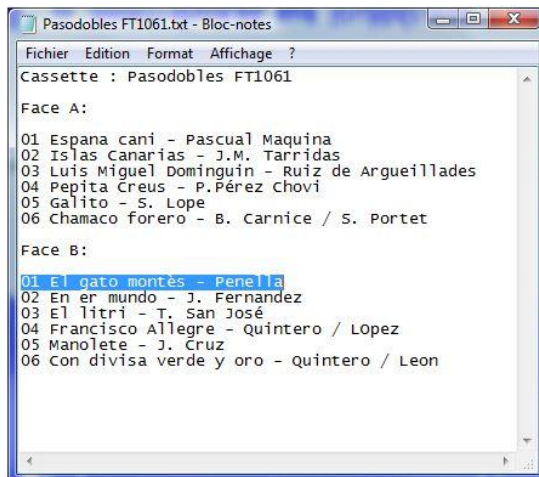 Pasodobles FT1061.txt - Bloc-notes
Fichier Edition Format Affichage ?
Cassette : Pasodobles FT1061
Face A:
01 Espana cani - Pascual Maquina
02 Islas Canarias - J.M. Tarridas
03 Luis Miguel Dominguin - Ruiz de Argueillades
04 Pepita Creus - P.Pérez Chovi
05 Galito - S. Lope
06 Chamaco forero - B. Carnice / S. Portet
Face B:
01 El gato montès - Penella
02 En er mundo - J. Fernandez
03 El litri - T. San José
04 Francisco Allegre - Quintero / LOpez
05 Manolete - J. Cruz
06 Con divisa verde y oro - Quintero / Leon